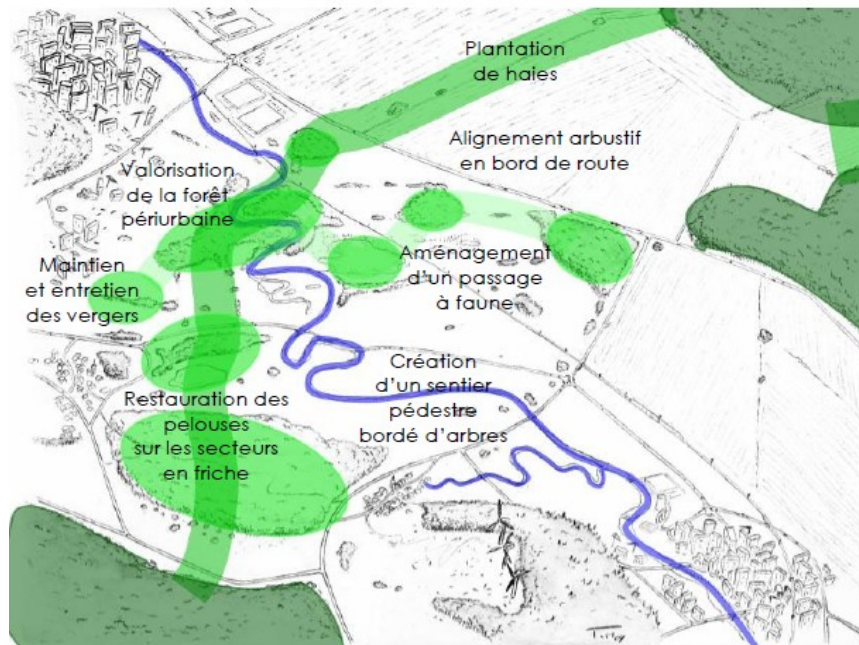 Plantation
de haies
Alignement arbustif
en bord de route
Valorisation
de la forêt
périurbaine
Aménagement
d'un passage
à faune
Maintien
et entretien
des vergers
Création
d'un sentier
pédestre
bordé d'arbres
Restauration des
pelouses
sur les secteurs
en friche